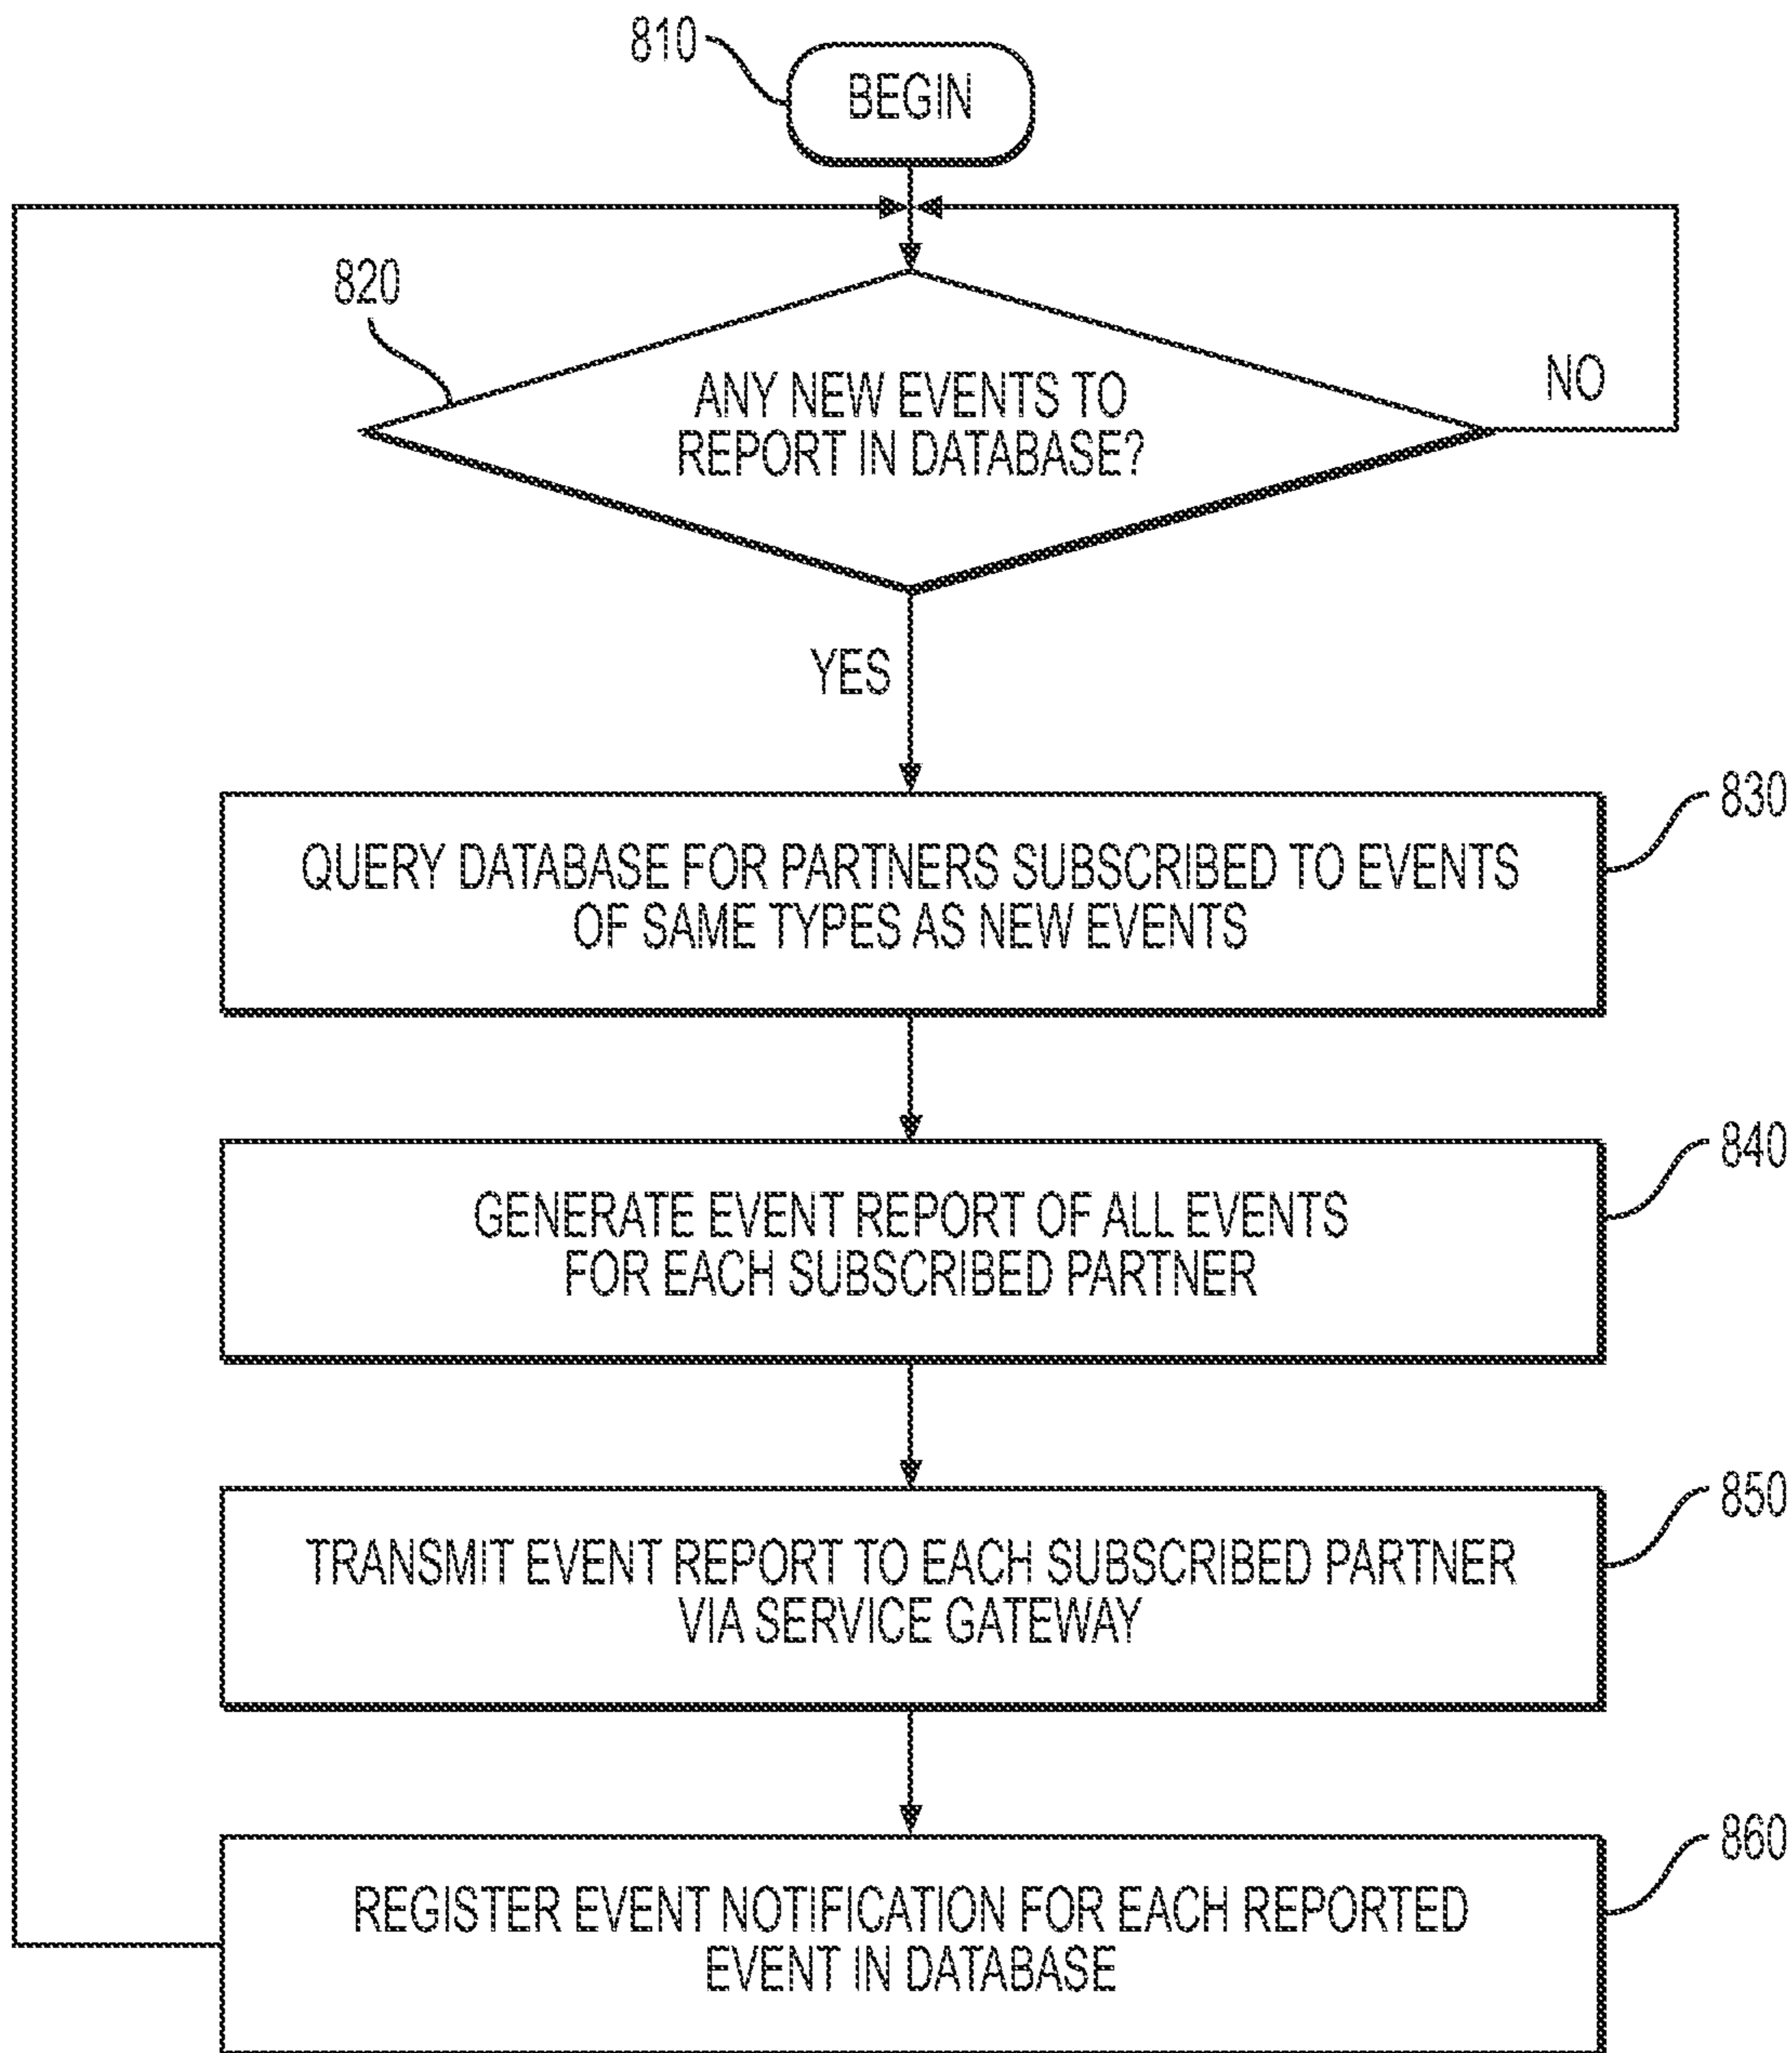 810
BEGIN
820
ANY NEW EVENTS TO
REPORT IN DATABASE?
NO
YES
830
QUERY DATABASE FOR PARTNERS SUBSCRIBED TO EVENTS
OF SAME TYPES AS NEW EVENTS
840
GENERATE EVENT REPORT OF ALL EVENTS
FOR EACH SUBSCRIBED PARTNER
850
TRANSMIT EVENT REPORT TO EACH SUBSCRIBED PARTNER
VIA SERVICE GATEWAY
860
REGISTER EVENT NOTIFICATION FOR EACH REPORTED
EVENT IN DATABASE